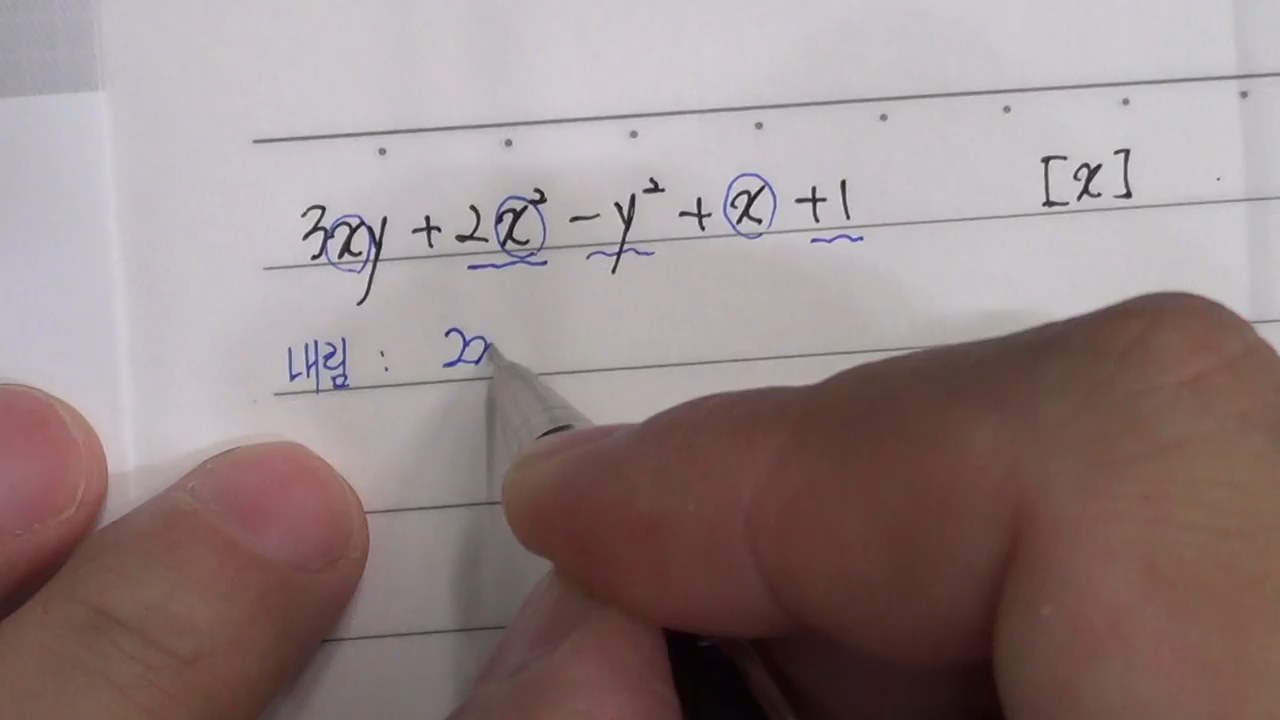 3xy + 2x² - y² + x + 1 [x]
내림 : 2x